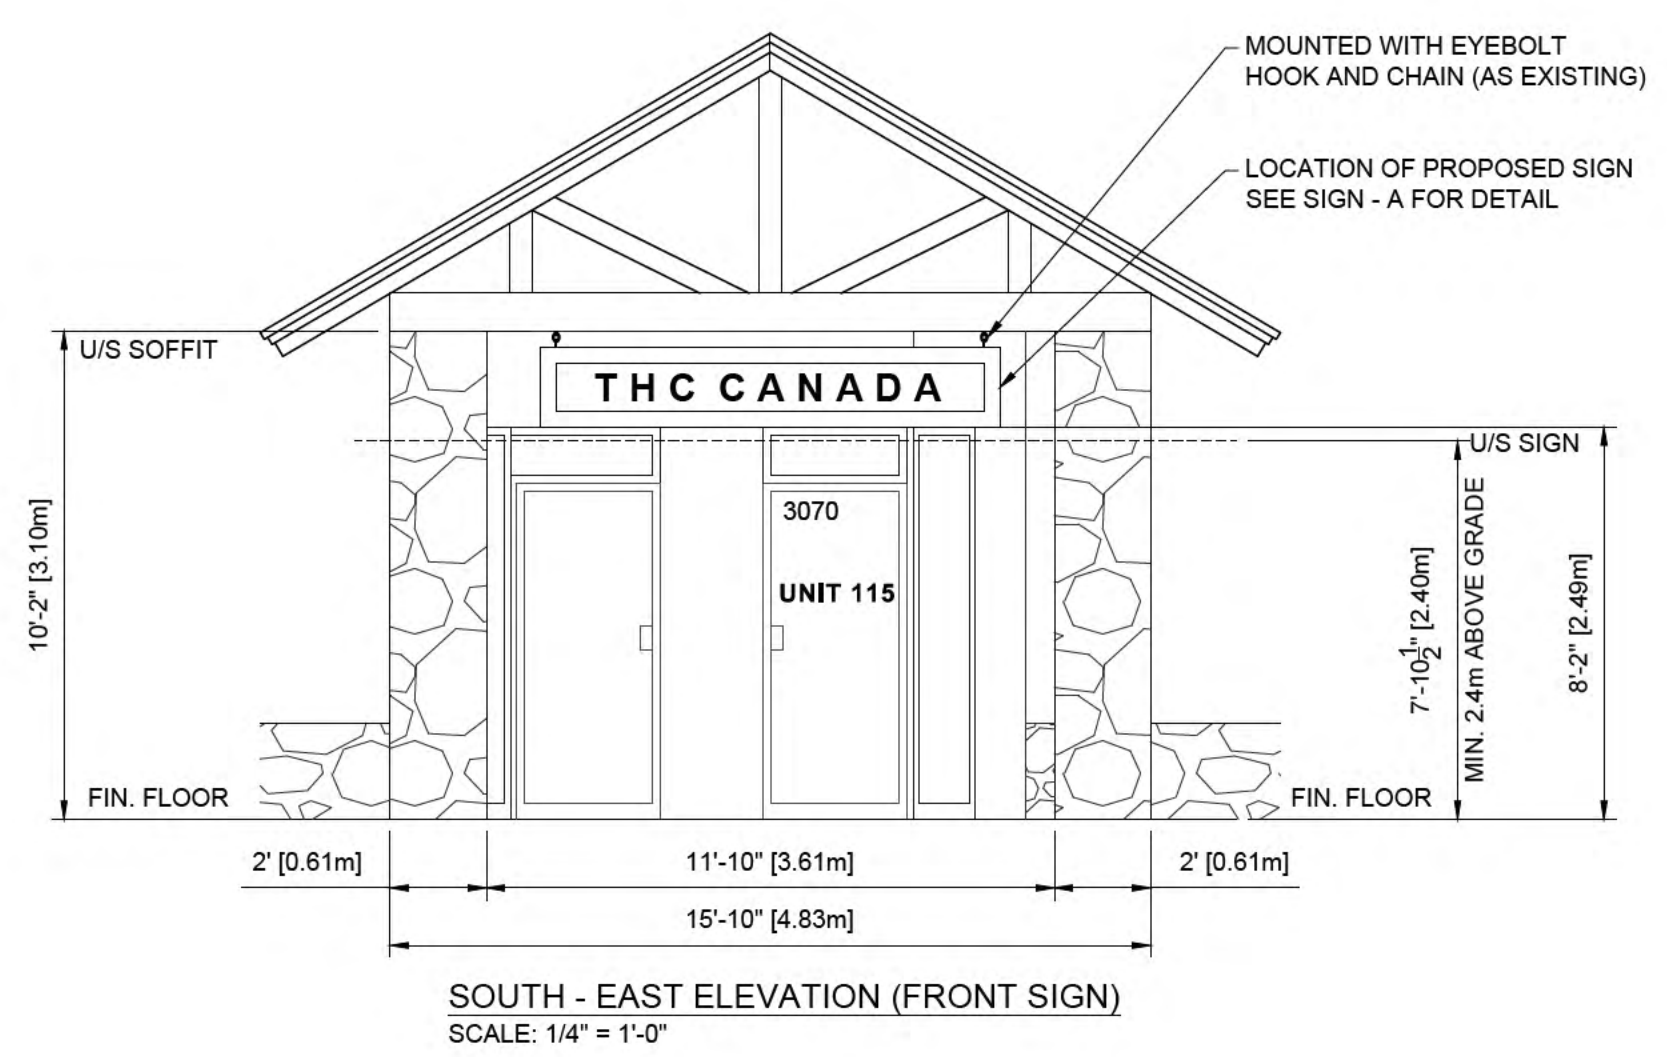 MOUNTED WITH EYEBOLT
HOOK AND CHAIN (AS EXISTING)
LOCATION OF PROPOSED SIGN
SEE SIGN - A FOR DETAIL
U/S SOFFIT
THC CANADA
U/S SIGN
3070
UNIT 115
10'-2" [3.10m]
7'-10 1/2" [2.40m]
MIN. 2.4m ABOVE GRADE
8'-2" [2.49m]
FIN. FLOOR
FIN. FLOOR
2' [0.61m]
11'-10" [3.61m]
2' [0.61m]
15'-10" [4.83m]
SOUTH - EAST ELEVATION (FRONT SIGN)
SCALE: 1/4" = 1'-0"